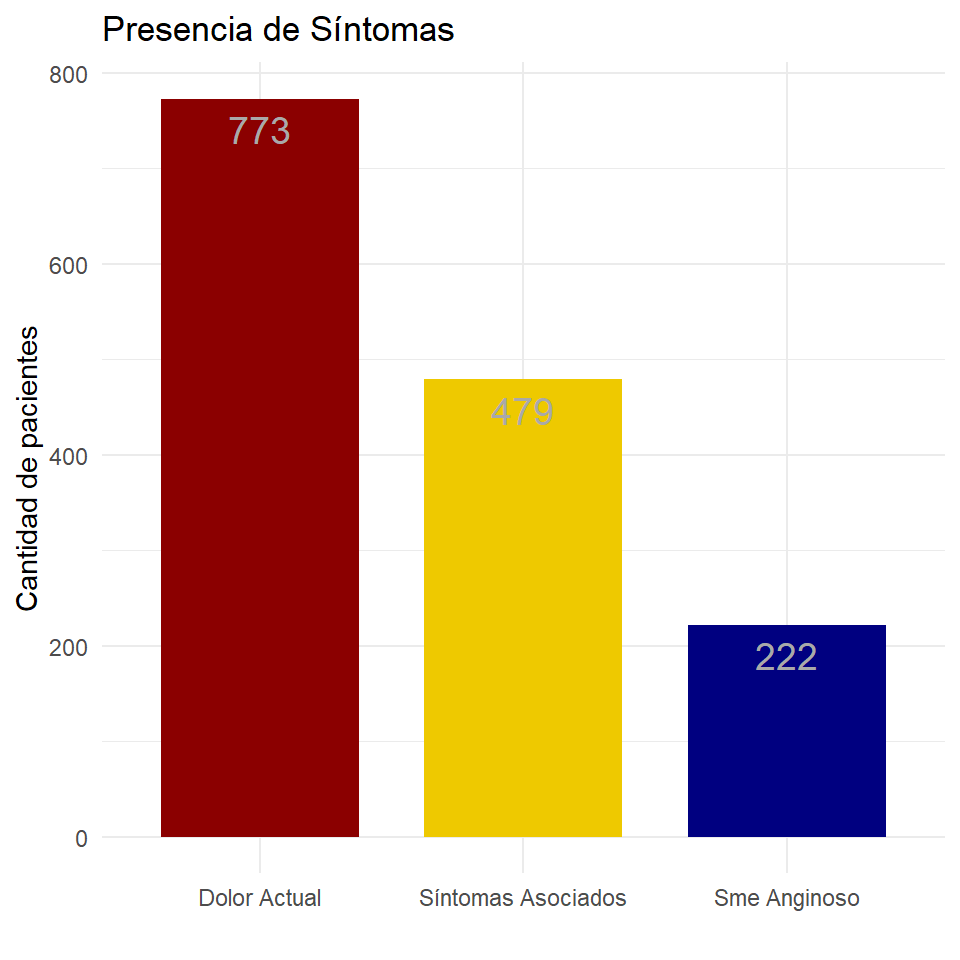 Presencia de Síntomas
Cantidad de pacientes
800
600
400
200
0
773
479
222
Dolor Actual
Síntomas Asociados
Sme Anginoso